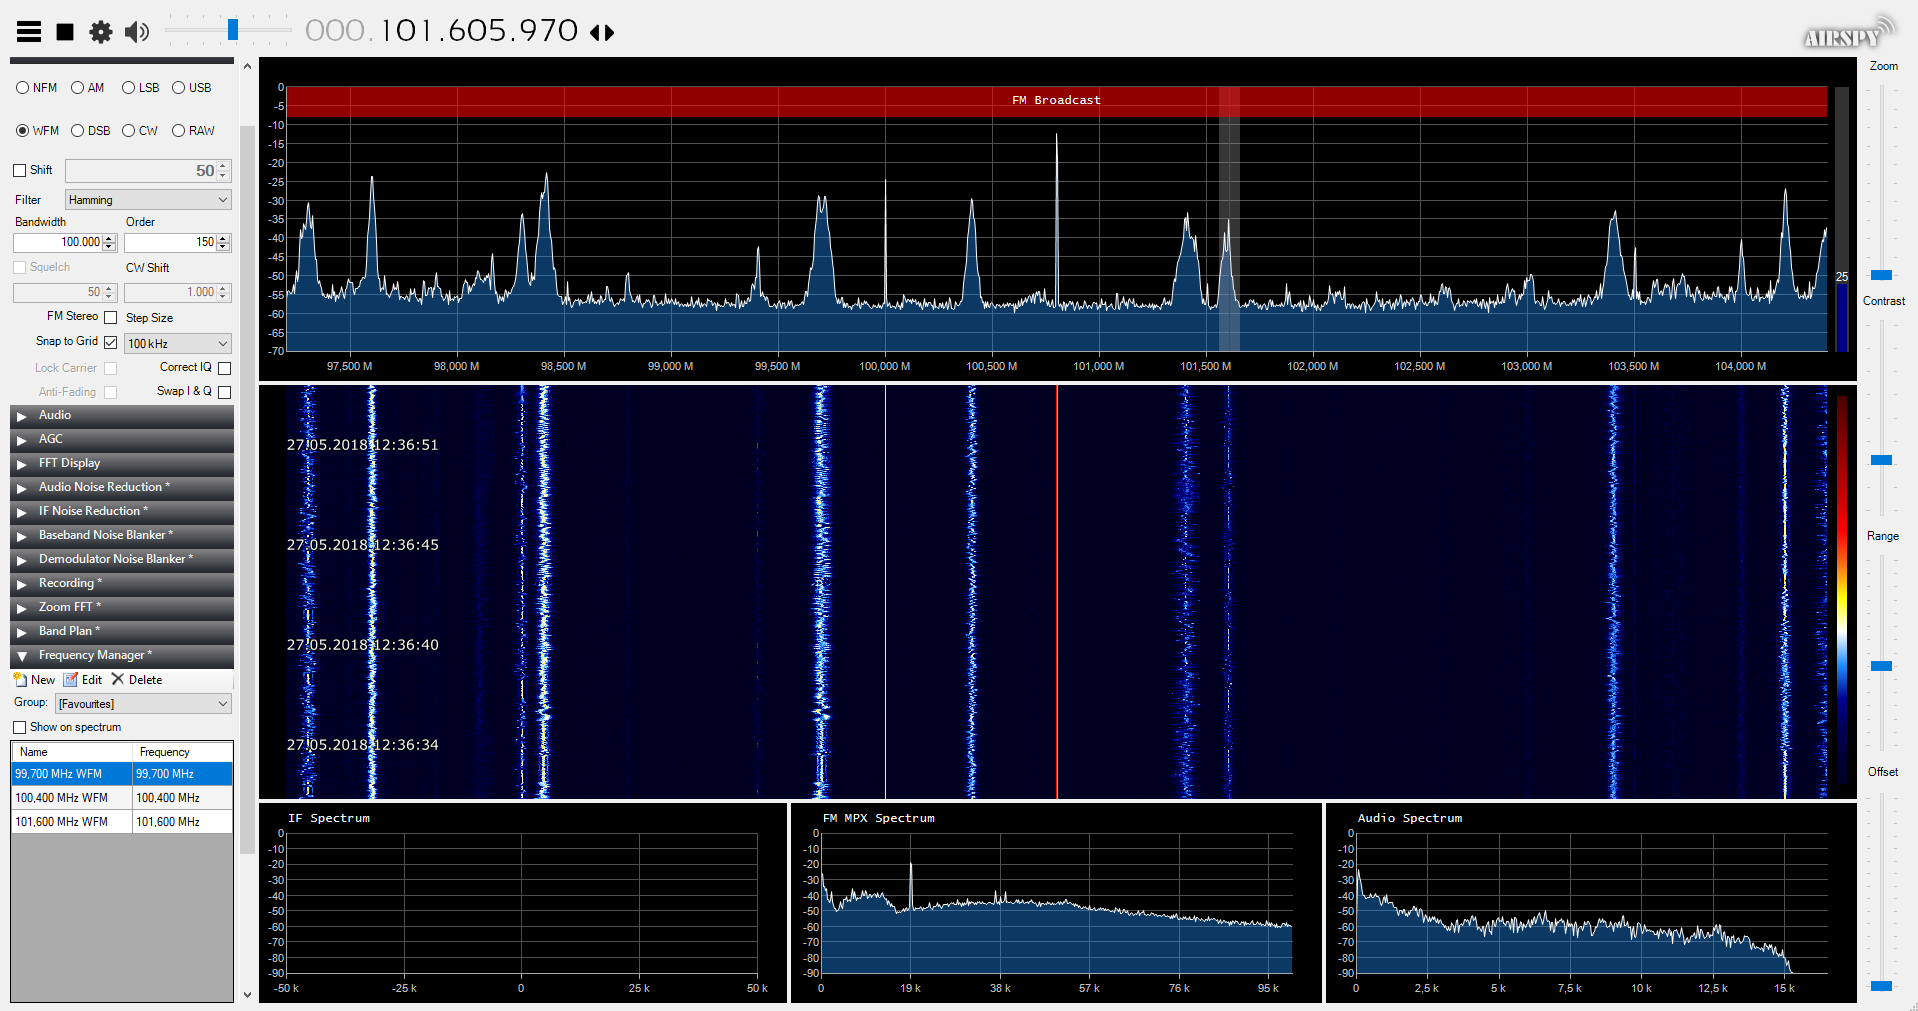 000.101.605.970
AIRSPY
NFM AM LSB USB
WFM DSB CW RAW
Shift 50
Filter Hamming
Bandwidth Order
100.000 150
Squelch CW Shift
50 1.000
FM Stereo Step Size
Snap to Grid 100 kHz
Lock Carrier Correct IQ
Anti-Fading Swap I & Q
Audio
AGC
FFT Display
Audio Noise Reduction *
IF Noise Reduction *
Baseband Noise Blanker *
Demodulator Noise Blanker *
Recording *
Zoom FFT *
Band Plan *
Frequency Manager *
New Edit Delete
Group: [Favourites]
Show on spectrum
Name Frequency
99,700 MHz WFM 99,700 MHz
100,400 MHz WFM 100,400 MHz
101,600 MHz WFM 101,600 MHz
FM Broadcast
0
-5
-10
-15
-20
-25
-30
-35
-40
-45
-50
-55
-60
-65
-70
25
97,500 M 98,000 M 98,500 M 99,000 M 99,500 M 100,000 M 100,500 M 101,000 M 101,500 M 102,000 M 102,500 M 103,000 M 103,500 M 104,000 M
27.05.2018 12:36:51
27.05.2018 12:36:45
27.05.2018 12:36:40
27.05.2018 12:36:34
IF Spectrum
0
-10
-20
-30
-40
-50
-60
-70
-80
-90
-50 k -25 k 0 25 k 50 k
FM MPX Spectrum
0
-10
-20
-30
-40
-50
-60
-70
-80
-90
0 19 k 38 k 57 k 76 k 95 k
Audio Spectrum
0
-10
-20
-30
-40
-50
-60
-70
-80
-90
0 2,5 k 5 k 7,5 k 10 k 12,5 k 15 k
Zoom
Contrast
Range
Offset